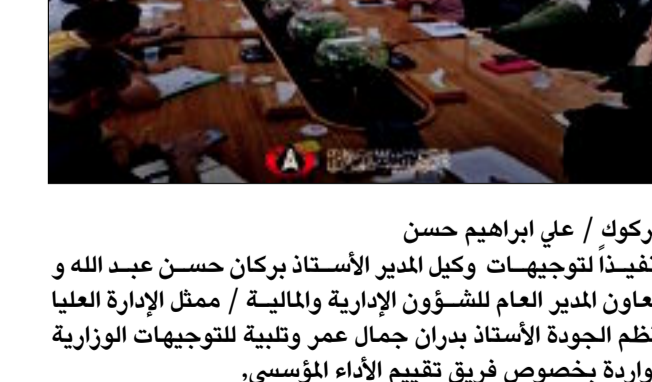 ركوك / علي ابراهيم حسن
نفيذاً لتوجيهات وكيل المدير الأستاذ بركان حسن عبد الله و
عاون المدير العام للشؤون الإدارية والمالية / ممثل الإدارة العليا
نظم الجودة الأستاذ بدران جمال عمر وتلبية للتوجيهات الوزارية
واردة بخصوص فريق تقييم الأداء المؤسسي,